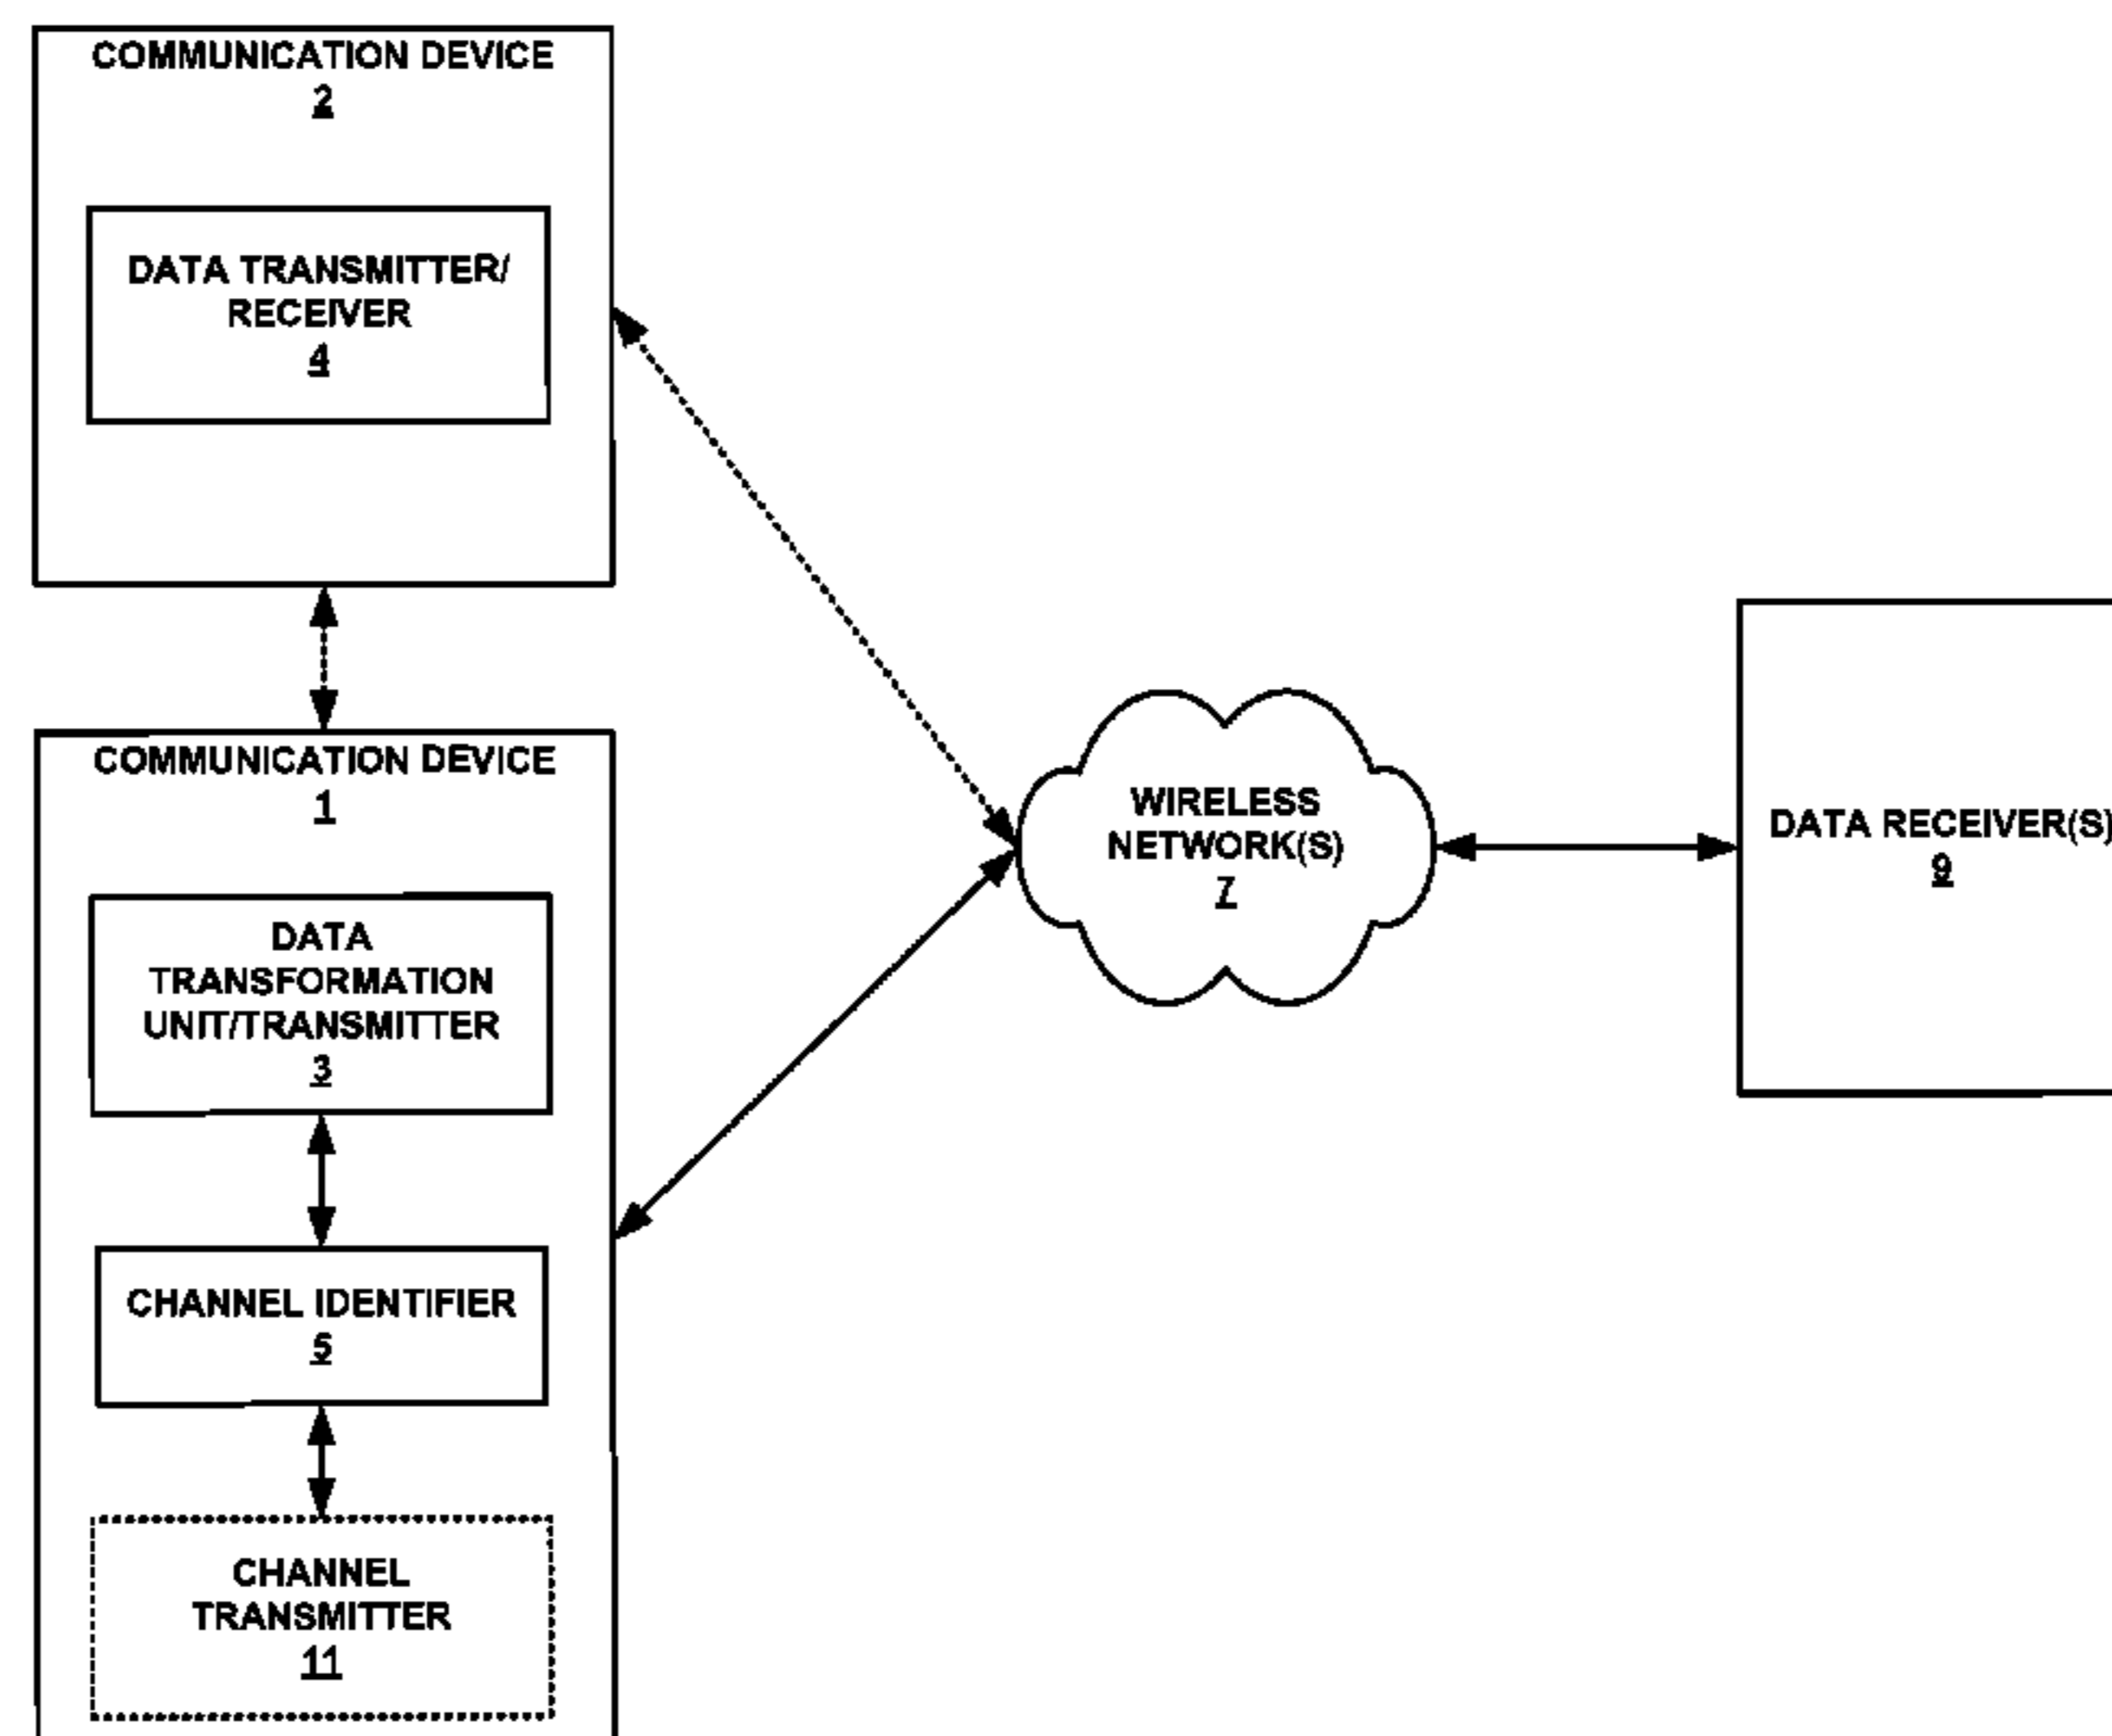 COMMUNICATION DEVICE
2
DATA TRANSMITTER/
RECEIVER
4
COMMUNICATION DEVICE
1
DATA
TRANSFORMATION
UNIT/TRANSMITTER
3
CHANNEL IDENTIFIER
5
CHANNEL
TRANSMITTER
11
WIRELESS
NETWORK(S)
7
DATA RECEIVER(S)
9